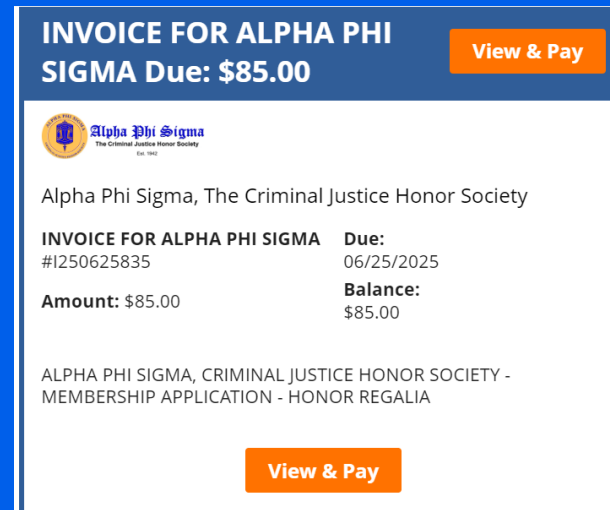 INVOICE FOR ALPHA PHI
SIGMA Due: $85.00
View & Pay
Alpha Phi Sigma
The Criminal Justice Honor Society
Est. 1942
Alpha Phi Sigma, The Criminal Justice Honor Society
INVOICE FOR ALPHA PHI SIGMA
#I250625835
Due:
06/25/2025
Amount: $85.00
Balance:
$85.00
ALPHA PHI SIGMA, CRIMINAL JUSTICE HONOR SOCIETY -
MEMBERSHIP APPLICATION - HONOR REGALIA
View & Pay